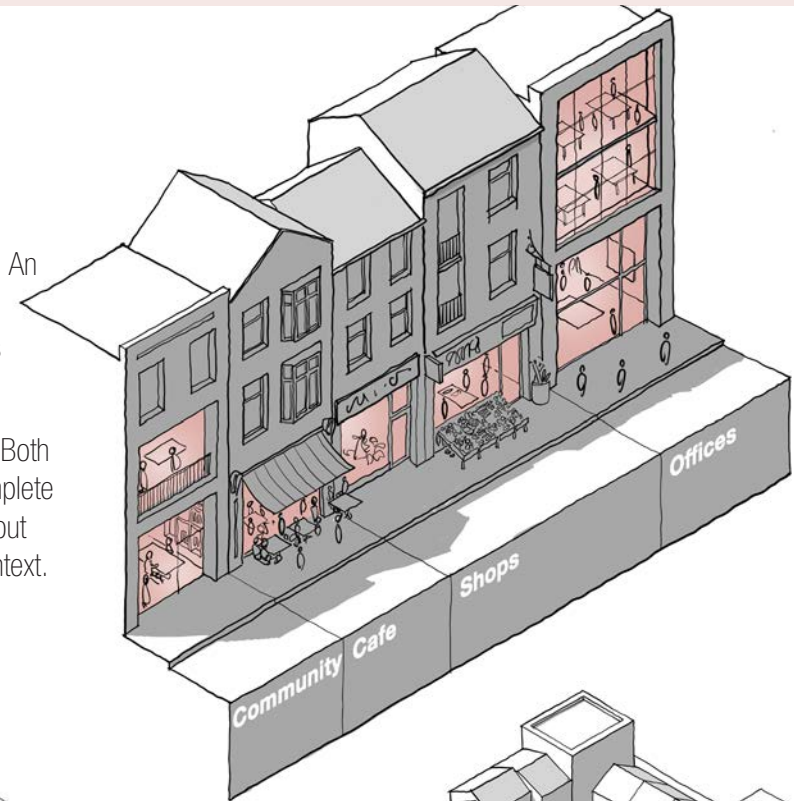 An
Both
plete
out
ntext.
Community
Cafe
Shops
Offices